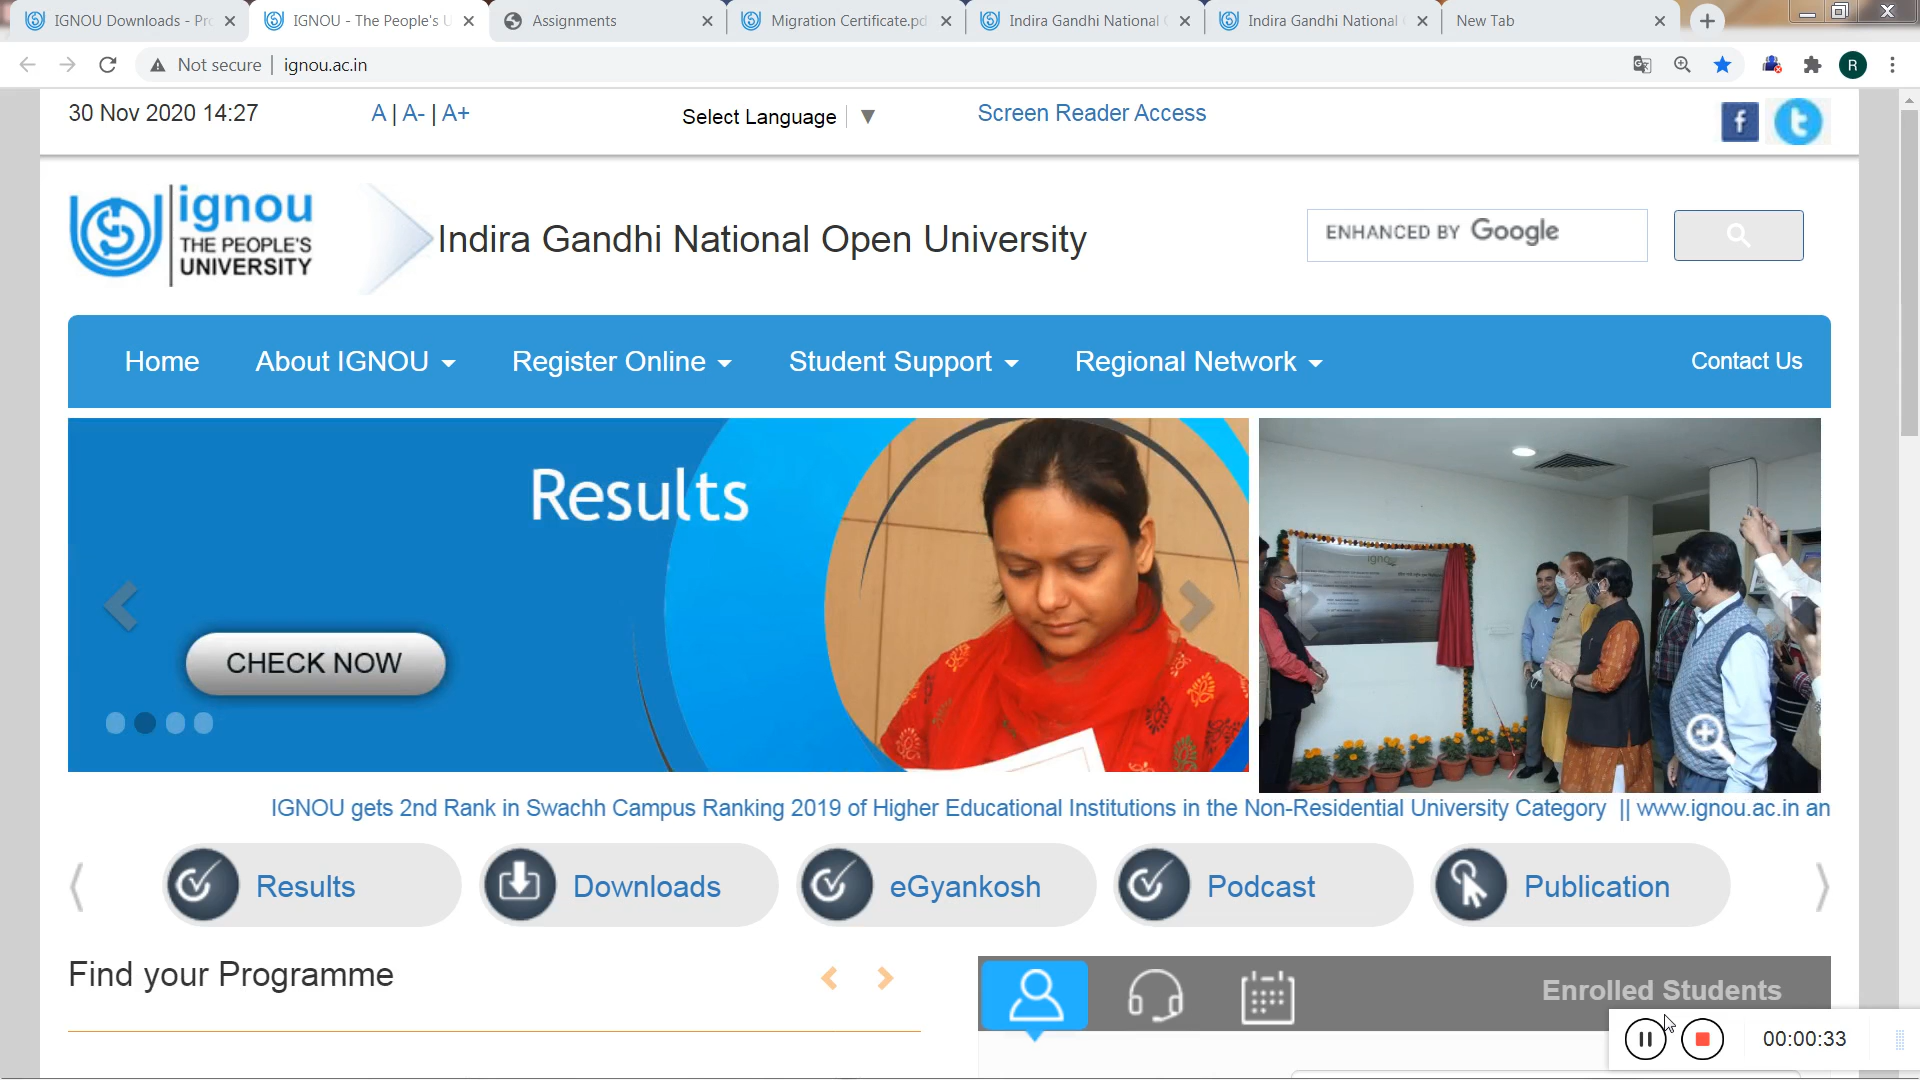 IGNOU Downloads - Pr
IGNOU - The People's U
Assignments
Migration Certificate.pd
Indira Gandhi National
Indira Gandhi National
New Tab
Not secure
ignou.ac.in
R
30 Nov 2020 14:27
A | A- | A+
Select Language ▼
Screen Reader Access
ignou
THE PEOPLE'S
UNIVERSITY
Indira Gandhi National Open University
ENHANCED BY Google
Home
About IGNOU
Register Online
Student Support
Regional Network
Contact Us
Results
CHECK NOW
IGNOU gets 2nd Rank in Swachh Campus Ranking 2019 of Higher Educational Institutions in the Non-Residential University Category || www.ignou.ac.in an
Results
Downloads
eGyankosh
Podcast
Publication
Find your Programme
Enrolled Students
00:00:33